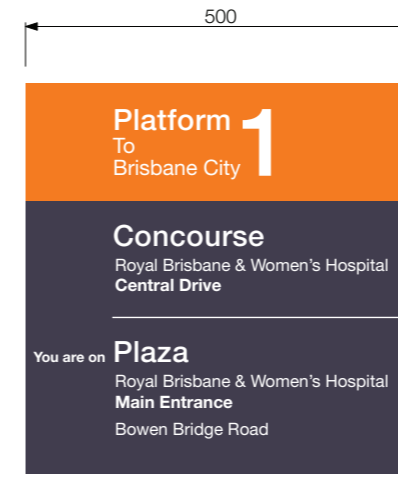 500
Platform 1
To
Brisbane City
Concourse
Royal Brisbane & Women's Hospital
Central Drive
You are on Plaza
Royal Brisbane & Women's Hospital
Main Entrance
Bowen Bridge Road